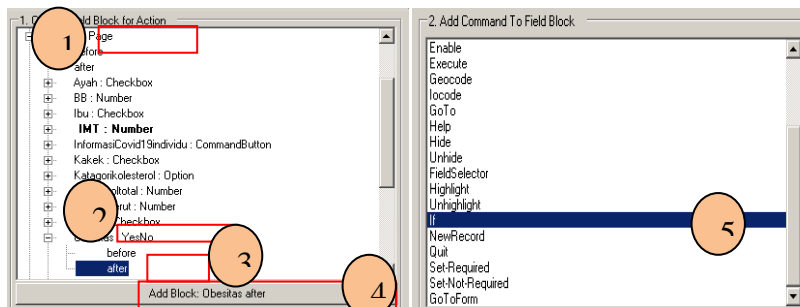 1. C ld Block for Action
Page
before
after
Ayah : Checkbox
BB : Number
Ibu : Checkbox
IMT : Number
InformasiCovid19individu : CommandButton
Kakek : Checkbox
Katagorikolesterol : Option
oltotal : Number
erut : Number
Checkbox
as YesNo
before
after
Add Block: Obesitas after
1
2
3
4
2. Add Command To Field Block
Enable
Execute
Geocode
Iocode
GoTo
Help
Hide
Unhide
FieldSelector
Highlight
Unhighlight
If
NewRecord
Quit
Set-Required
Set-Not-Required
GoToForm
5